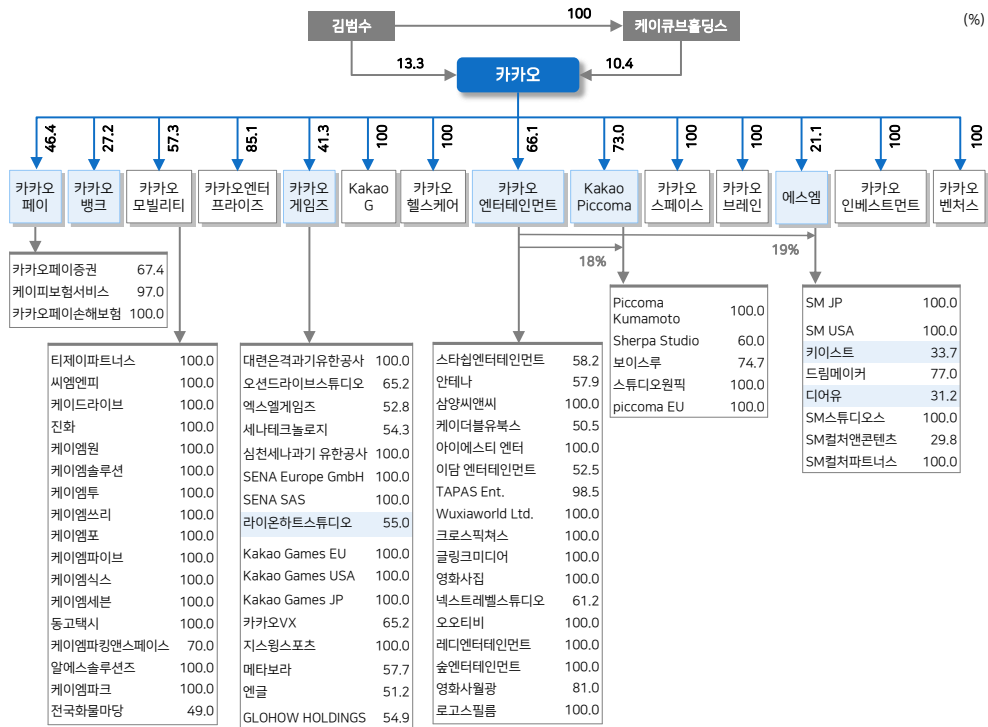 (%)
김범수
100
케이큐브홀딩스
13.3
10.4
카카오
46.4
27.2
57.3
85.1
41.3
100
100
66.1
73.0
100
100
21.1
100
100
카카오
페이
카카오
뱅크
카카오
모빌리티
카카오엔터
프라이즈
카카오
게임즈
Kakao
G
카카오
헬스케어
카카오
엔터테인먼트
Kakao
Piccoma
카카오
스페이스
카카오
브레인
에스엠
카카오
인베스트먼트
카카오
벤처스
18%
19%
카카오페이증권 67.4
케이피보험서비스 97.0
카카오페이손해보험 100.0
티제이파트너스 100.0
씨엠엔피 100.0
케이드라이브 100.0
진화 100.0
케이엠원 100.0
케이엠솔루션 100.0
케이엠투 100.0
케이엠쓰리 100.0
케이엠포 100.0
케이엠파이브 100.0
케이엠식스 100.0
케이엠세븐 100.0
동고택시 100.0
케이엠파킹앤스페이스 70.0
알에스솔루션즈 100.0
케이엠파크 100.0
전국화물마당 49.0
대련은격과기유한공사 100.0
오션드라이브스튜디오 65.2
엑스엘게임즈 52.8
세나테크놀로지 54.3
심천세나과기 유한공사 100.0
SENA Europe GmbH 100.0
SENA SAS 100.0
라이온하트스튜디오 55.0
Kakao Games EU 100.0
Kakao Games USA 100.0
Kakao Games JP 100.0
카카오VX 65.2
지스윙스포츠 100.0
메타보라 57.7
엔글 51.2
GLOHOW HOLDINGS 54.9
스타쉽엔터테인먼트 58.2
안테나 57.9
삼양씨앤씨 100.0
케이더블유북스 50.5
아이에스티 엔터 100.0
이담 엔터테인먼트 52.5
TAPAS Ent. 98.5
Wuxiaworld Ltd. 100.0
크로스픽쳐스 100.0
글링크미디어 100.0
영화사집 100.0
넥스트레벨스튜디오 61.2
오오티비 100.0
레디엔터테인먼트 100.0
숲엔터테인먼트 100.0
영화사월광 81.0
로고스필름 100.0
Piccoma
Kumamoto 100.0
Sherpa Studio 60.0
보이스루 74.7
스튜디오원픽 100.0
piccoma EU 100.0
SM JP 100.0
SM USA 100.0
키이스트 33.7
드림메이커 77.0
디어유 31.2
SM스튜디오스 100.0
SM컬처앤콘텐츠 29.8
SM컬처파트너스 100.0